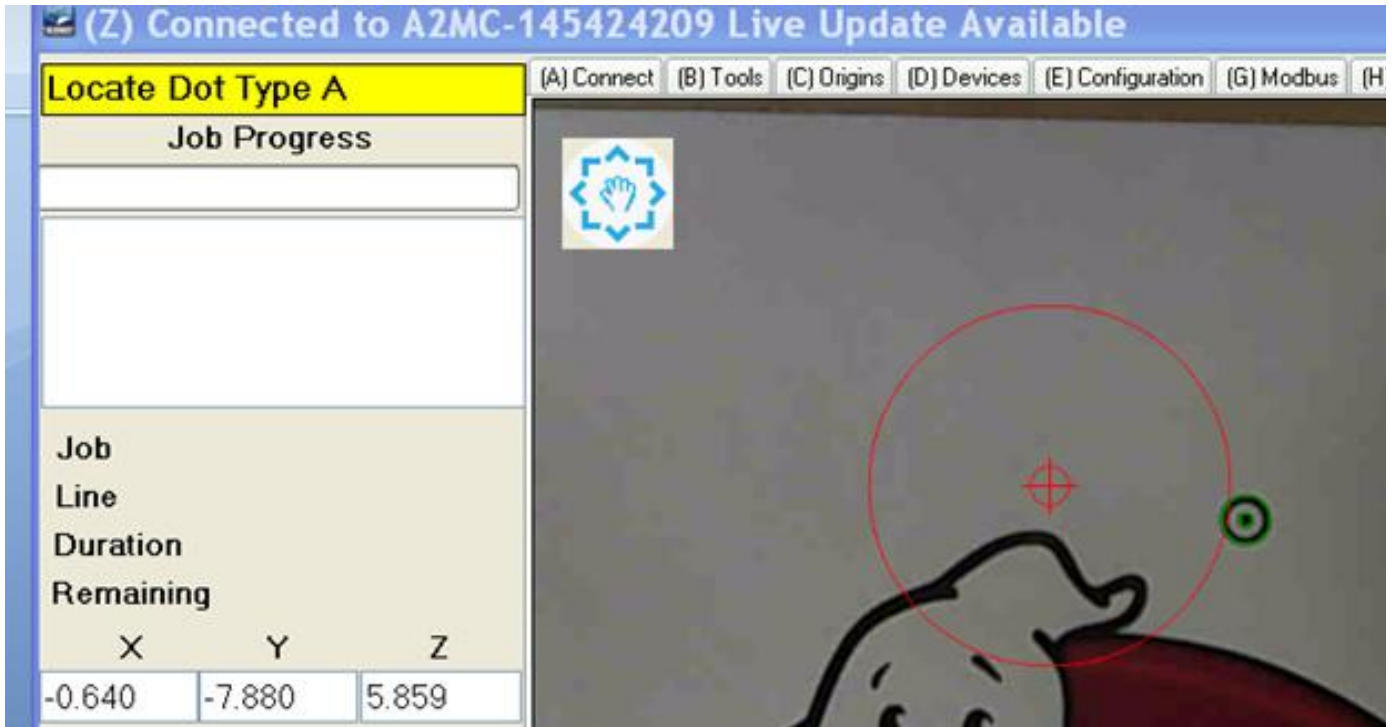 (Z) Connected to A2MC-145424209 Live Update Available
(A) Connect (B) Tools (C) Origins (D) Devices (E) Configuration (G) Modbus (H
Locate Dot Type A
Job Progress
Job
Line
Duration
Remaining
X Y Z
-0.640 -7.880 5.859